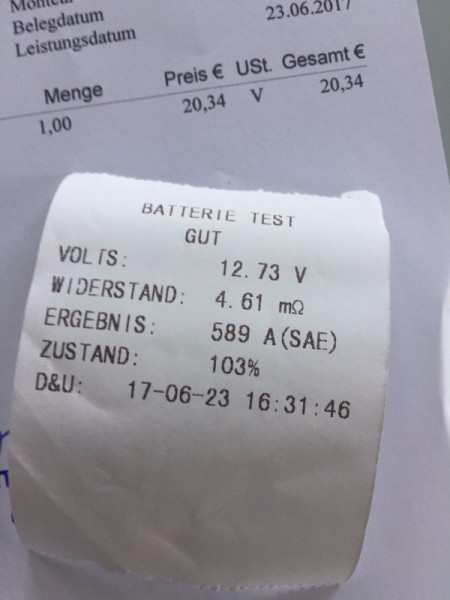 Monteur
Belegdatum 23.06.2017
Leistungsdatum
Menge Preis € USt. Gesamt €
1,00 20,34 V 20,34
BATTERIE TEST
GUT
VOLTS: 12.73 V
WIDERSTAND: 4.61 mΩ
ERGEBNIS: 589 A(SAE)
ZUSTAND: 103%
D&U: 17-06-23 16:31:46